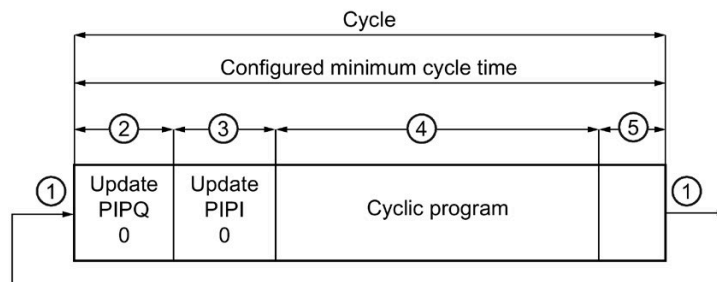 Cycle
Configured minimum cycle time
2 3 4 5
1 Update Update Cyclic program 1
PIPQ PIPI
0 0